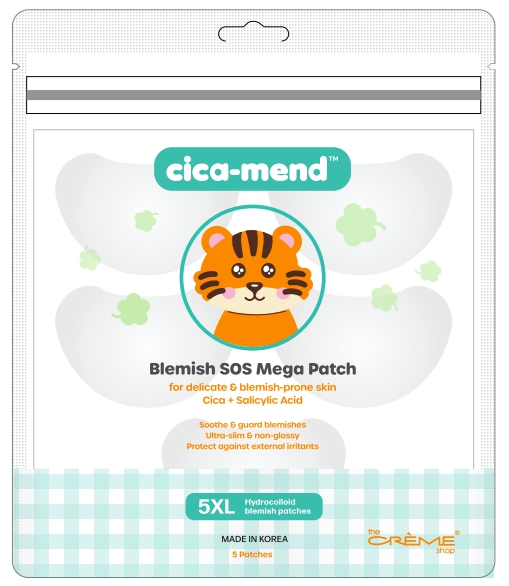 cica-mend™
Blemish SOS Mega Patch
for delicate & blemish-prone skin
Cica + Salicylic Acid
Soothe & guard blemishes
Ultra-slim & non-glossy
Protect against external irritants
5XL
Hydrocolloid
blemish patches
MADE IN KOREA
5 Patches
the
CRÈME®
shop